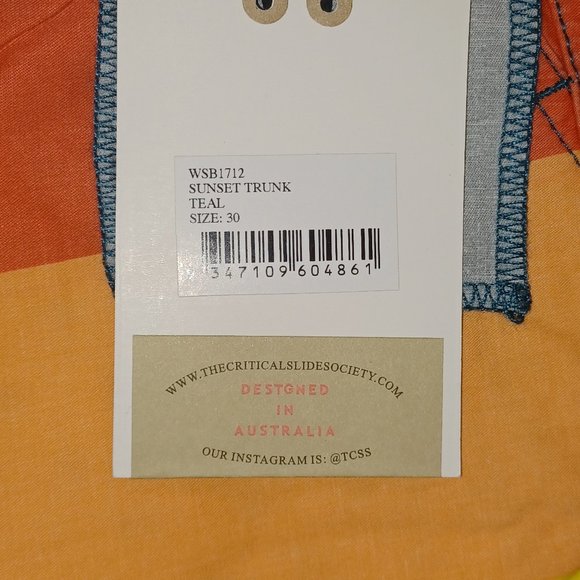 WSB1712
SUNSET TRUNK
TEAL
SIZE: 30
347109 604861
WWW.THECRITICALSLIDESOCIETY.COM
DESIGNED
IN
AUSTRALIA
OUR INSTAGRAM IS: @TCSS